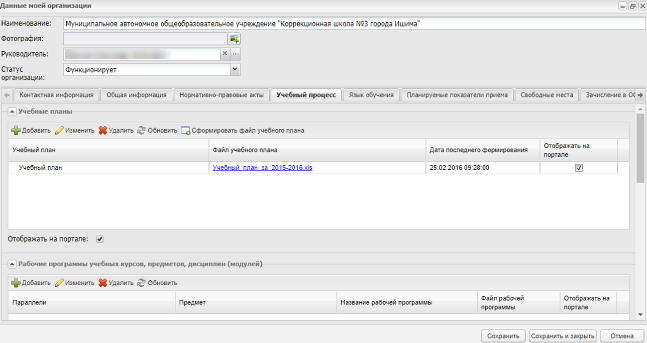 Данные моей организации
Наименование: Муниципальное автономное общеобразовательное учреждение "Коррекционная школа №3 города Ишима"
Фотография:
Руководитель:
Статус организации: Функционирует
Контактная информация Общая информация Нормативно-правовые акты Учебный процесс Язык обучения Планируемые показатели приема Свободные места Зачисление в ОО
Учебные планы
Добавить Изменить Удалить Обновить Сформировать файл учебного плана
Учебный план Файл учебного плана Дата последнего формирования Отображать на портале
Учебный план Учебный_план_за_2015-2016.xls 25.02.2016 09:28:00
Отображать на портале:
Рабочие программы учебных курсов, предметов, дисциплин (модулей)
Добавить Изменить Удалить Обновить
Параллели Предмет Название рабочей программы Файл рабочей программы Отображать на портале
Сохранить Сохранить и закрыть Отмена